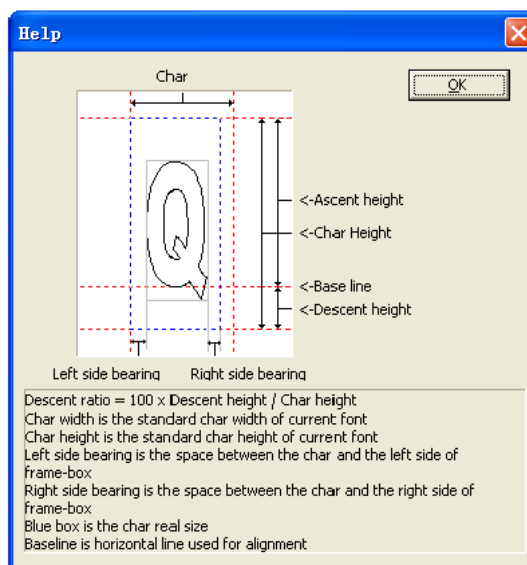 Help
Char
OK
<-Ascent height
<-Char Height
<-Base line
<-Descent height
Left side bearing Right side bearing
Descent ratio = 100 x Descent height / Char height
Char width is the standard char width of current font
Char height is the standard char height of current font
Left side bearing is the space between the char and the left side of
frame-box
Right side bearing is the space between the char and the right side of
frame-box
Blue box is the char real size
Baseline is horizontal line used for alignment